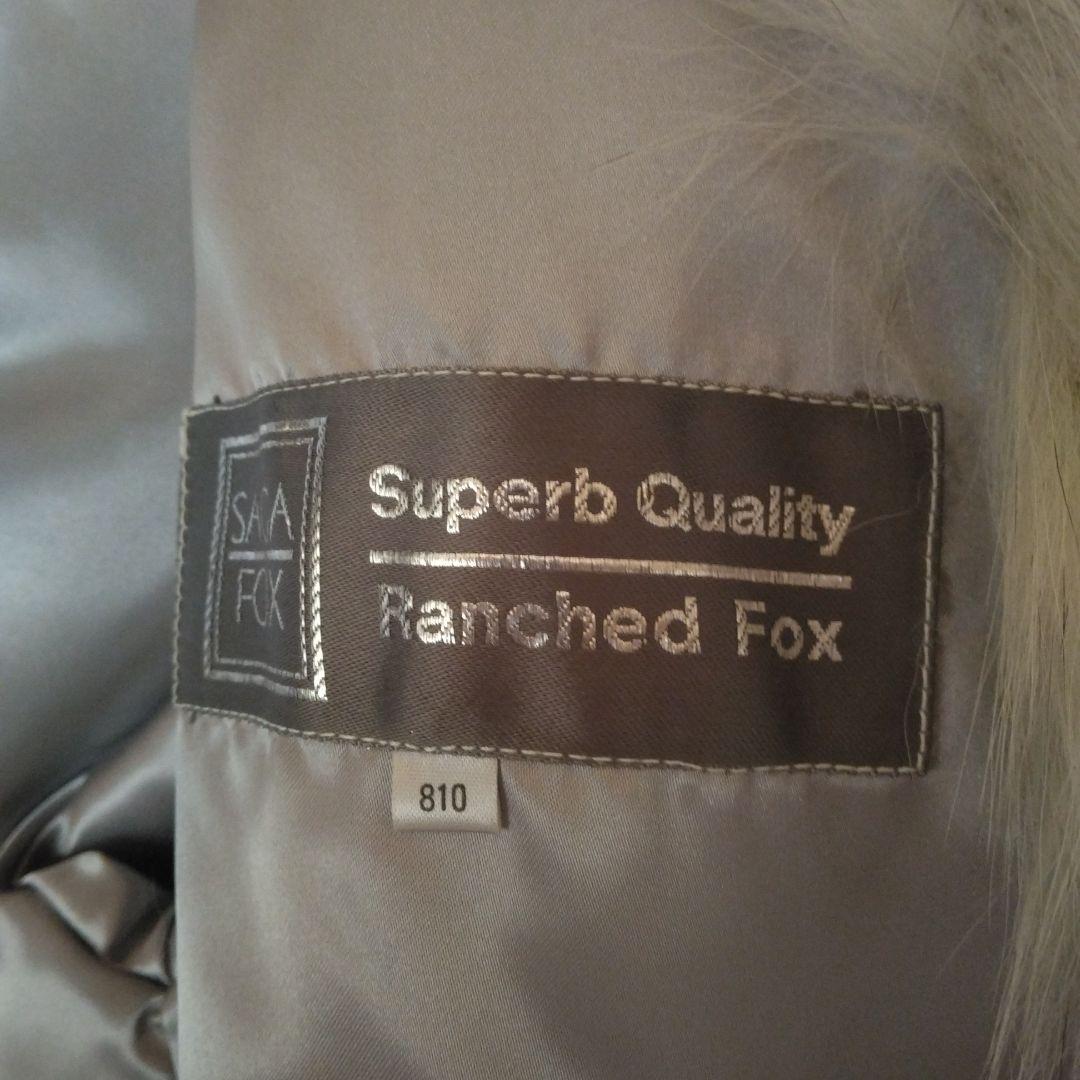 SAGA
FOX
Superb Quality
Ranched Fox
810